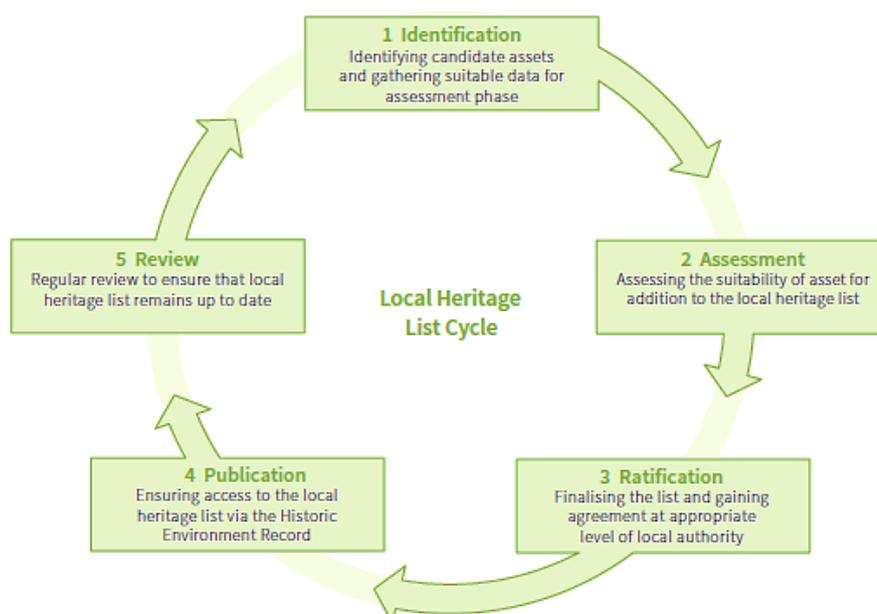 1 Identification
Identifying candidate assets
and gathering suitable data for
assessment phase
2 Assessment
Assessing the suitability of asset for
addition to the local heritage list
3 Ratification
Finalising the list and gaining
agreement at appropriate
level of local authority
4 Publication
Ensuring access to the local
heritage list via the Historic
Environment Record
5 Review
Regular review to ensure that local
heritage list remains up to date
Local Heritage
List Cycle